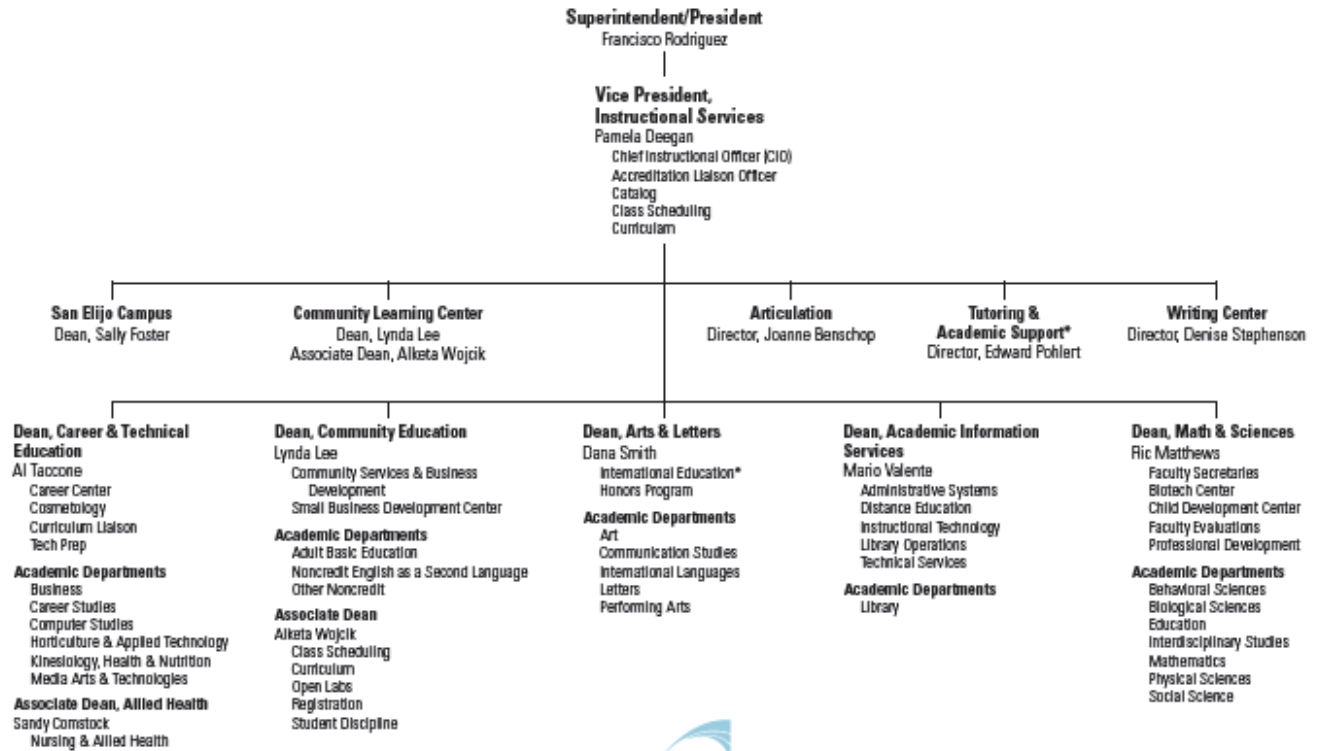 Superintendent/President
Francisco Rodriguez
Vice President,
Instructional Services
Pamela Deegan
Chief Instructional Officer (CIO)
Accreditation Liaison Officer
Catalog
Class Scheduling
Curriculum
San Elijo Campus
Dean, Sally Foster
Community Learning Center
Dean, Lynda Lee
Associate Dean, Alketa Wojcik
Articulation
Director, Joanne Benschop
Tutoring &
Academic Support*
Director, Edward Pohlert
Writing Center
Director, Denise Stephenson
Dean, Career & Technical
Education
Al Taccone
Career Center
Cosmetology
Curriculum Liaison
Tech Prep
Academic Departments
Business
Career Studies
Computer Studies
Horticulture & Applied Technology
Kinesiology, Health & Nutrition
Media Arts & Technologies
Associate Dean, Allied Health
Sandy Comstock
Nursing & Allied Health
Dean, Community Education
Lynda Lee
Community Services & Business
Development
Small Business Development Center
Academic Departments
Adult Basic Education
Noncredit English as a Second Language
Other Noncredit
Associate Dean
Alketa Wojcik
Class Scheduling
Curriculum
Open Labs
Registration
Student Discipline
Dean, Arts & Letters
Dana Smith
International Education*
Honors Program
Academic Departments
Art
Communication Studies
International Languages
Letters
Performing Arts
Dean, Academic Information
Services
Mario Valente
Administrative Systems
Distance Education
Instructional Technology
Library Operations
Technical Services
Academic Departments
Library
Dean, Math & Sciences
Ric Matthews
Faculty Secretaries
Biotech Center
Child Development Center
Faculty Evaluations
Professional Development
Academic Departments
Behavioral Sciences
Biological Sciences
Education
Interdisciplinary Studies
Mathematics
Physical Sciences
Social Science